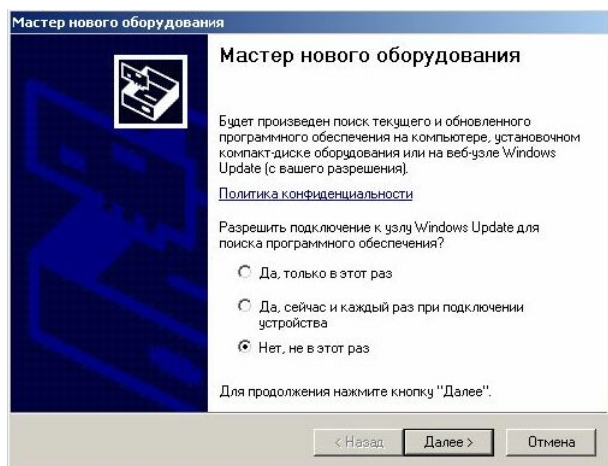 Мастер нового оборудования
Мастер нового оборудования
Будет произведен поиск текущего и обновленного
программного обеспечения на компьютере, установочном
компакт-диске оборудования или на веб-узле Windows
Update (с вашего разрешения).
Политика конфиденциальности
Разрешить подключение к узлу Windows Update для
поиска программного обеспечения?
Да, только в этот раз
Да, сейчас и каждый раз при подключении
устройства
Нет, не в этот раз
Для продолжения нажмите кнопку "Далее".
< Назад Далее > Отмена